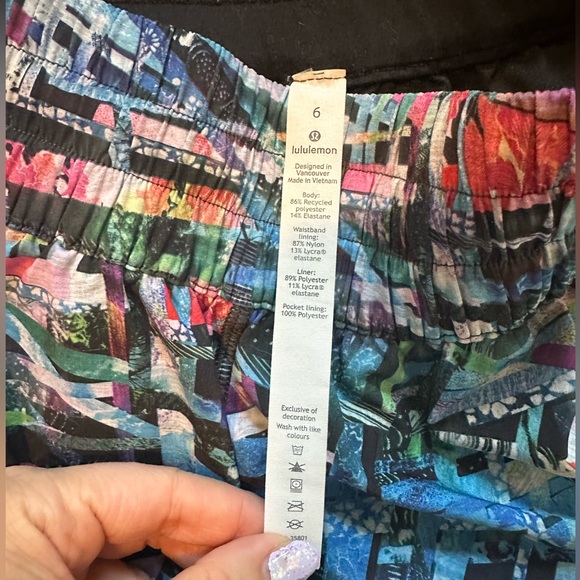 6
lululemon
Designed in
Vancouver
Made in Vietnam
Body:
86% Recycled
polyester
14% Elastane
Waistband
lining:
87% Nylon
13% Lycra®
elastane
Liner:
89% Polyester
11% Lycra®
elastane
Pocket lining:
100% Polyester
Exclusive of
decoration
Wash with like
colours